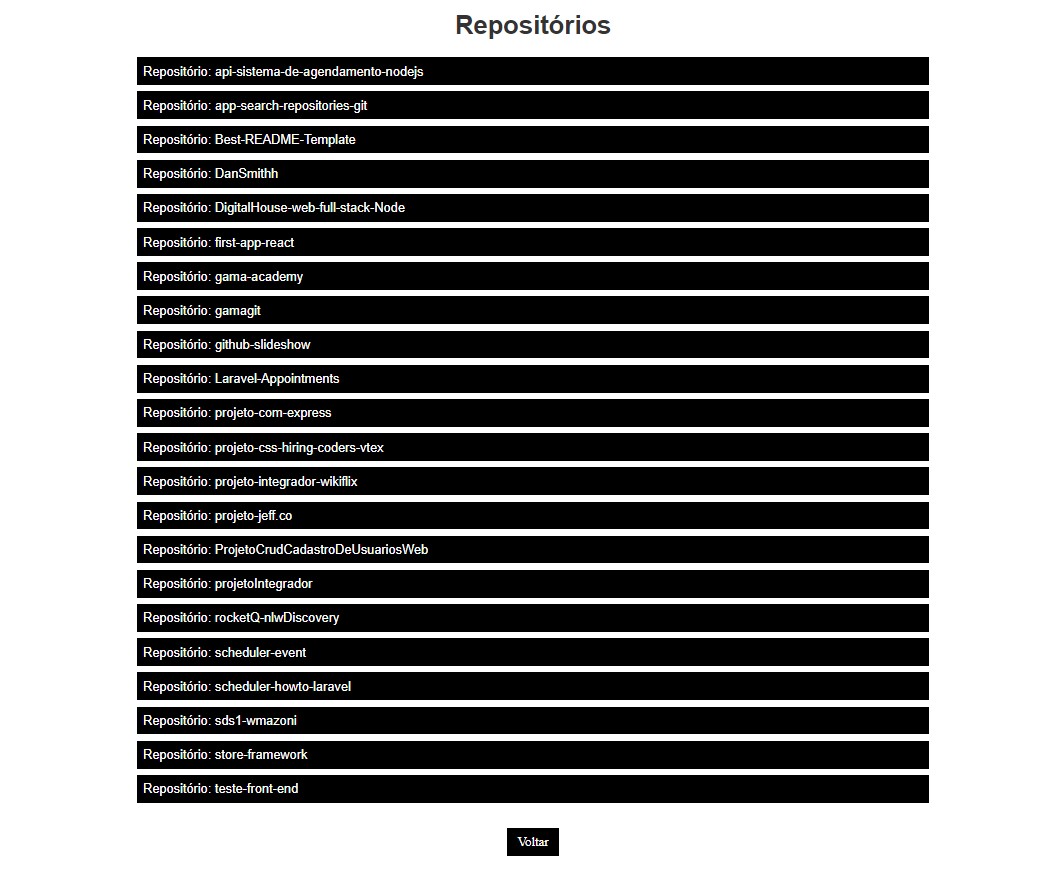 Repositórios
Repositório: api-sistema-de-agendamento-nodejs
Repositório: app-search-repositories-git
Repositório: Best-README-Template
Repositório: DanSmithh
Repositório: DigitalHouse-web-full-stack-Node
Repositório: first-app-react
Repositório: gama-academy
Repositório: gamagit
Repositório: github-slideshow
Repositório: Laravel-Appointments
Repositório: projeto-com-express
Repositório: projeto-css-hiring-coders-vtex
Repositório: projeto-integrador-wikiflix
Repositório: projeto-jeff.co
Repositório: ProjetoCrudCadastroDeUsuariosWeb
Repositório: projetoIntegrador
Repositório: rocketQ-nlwDiscovery
Repositório: scheduler-event
Repositório: scheduler-howto-laravel
Repositório: sds1-wmazoni
Repositório: store-framework
Repositório: teste-front-end
Voltar